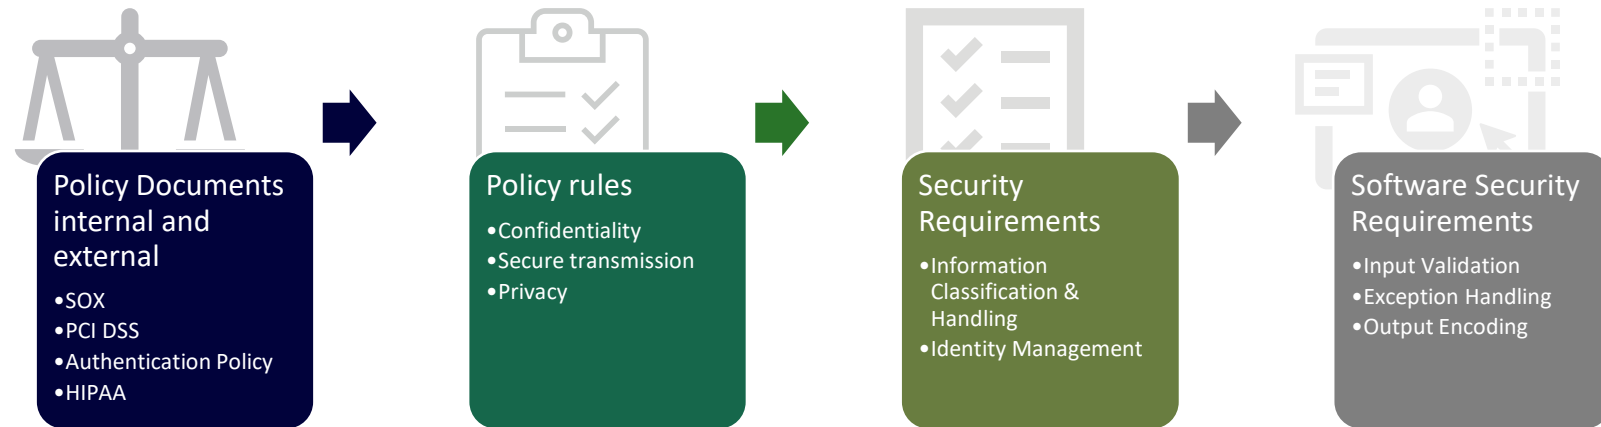 Policy Documents
internal and
external
•SOX
•PCI DSS
•Authentication Policy
•HIPAA
Policy rules
•Confidentiality
•Secure transmission
•Privacy
Security
Requirements
•Information
Classification &
Handling
•Identity Management
Software Security
Requirements
•Input Validation
•Exception Handling
•Output Encoding